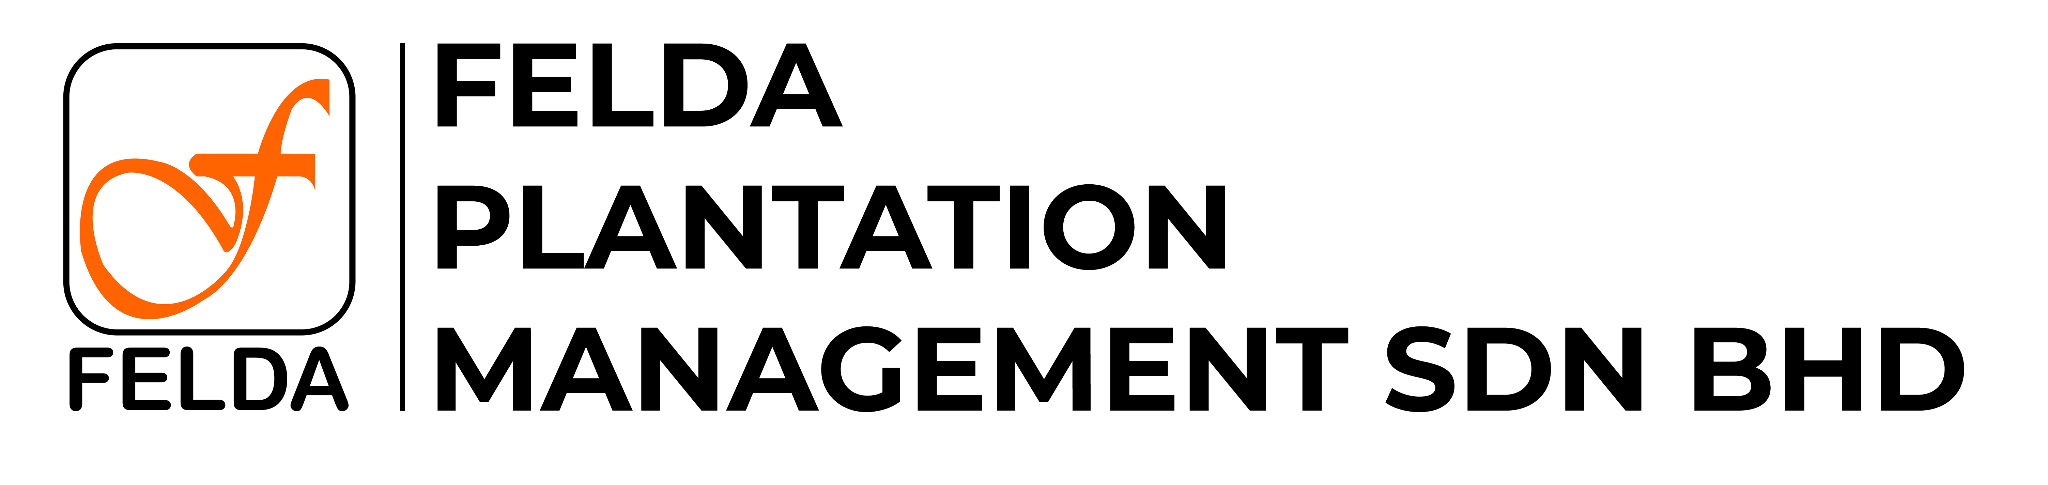 FELDA
FELDA
PLANTATION
MANAGEMENT SDN BHD